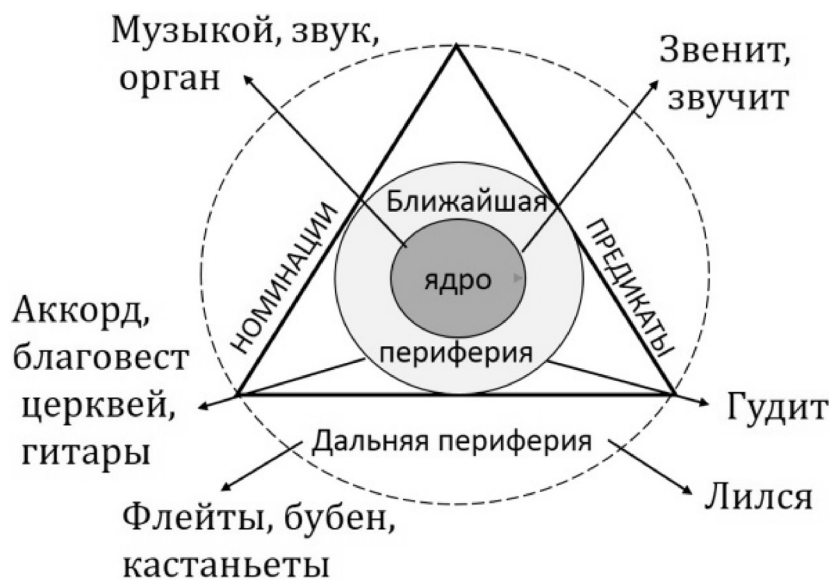 Музыкой, звук,
орган
Звенит,
звучит
Ближайшая
НОМИНАЦИИ
ПРЕДИКАТЫ
ядро
Аккорд,
благовест
церквей,
гитары
периферия
Гудит
Дальняя периферия
Лился
Флейты, бубен,
кастаньеты